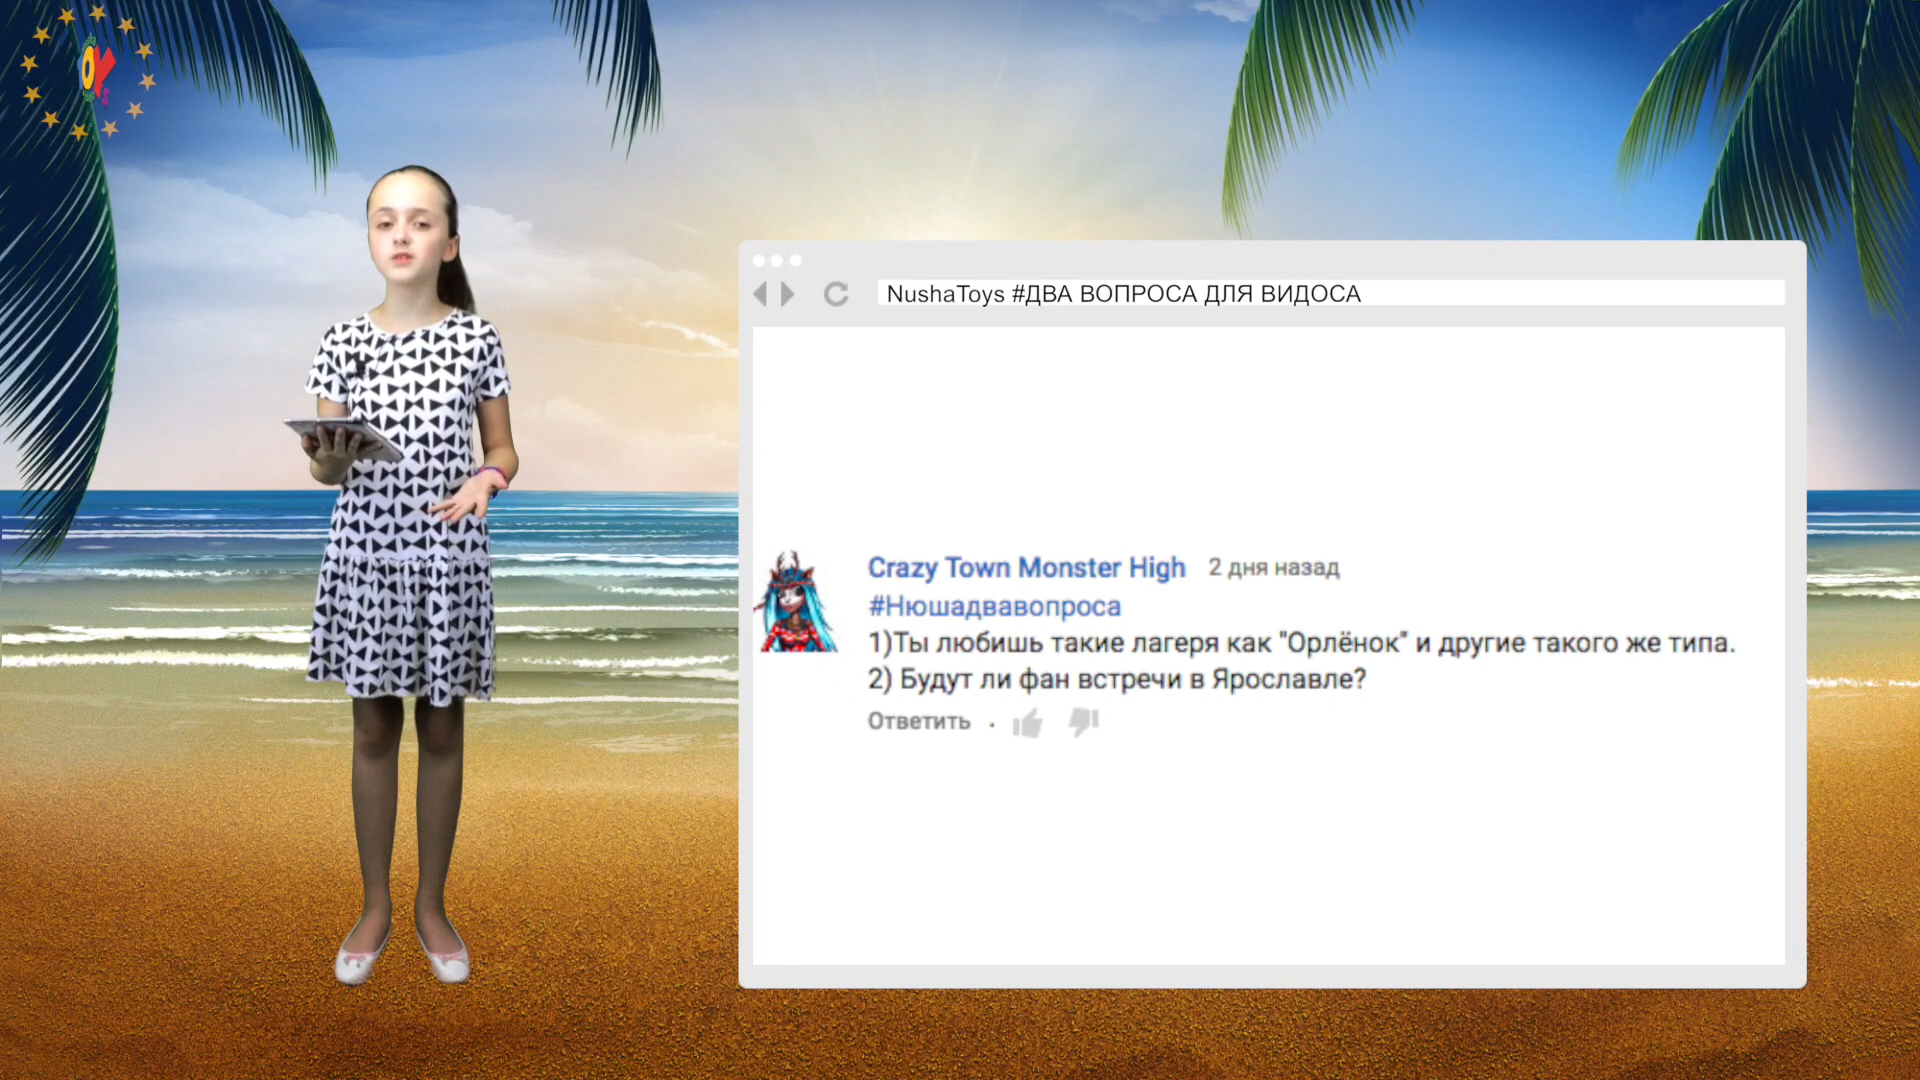 NushaToys #ДВА ВОПРОСА ДЛЯ ВИДОСА
Crazy Town Monster High 2 дня назад
#Нюшадвавопроса
1)Ты любишь такие лагеря как "Орлёнок" и другие такого же типа.
2) Будут ли фан встречи в Ярославле?
Ответить